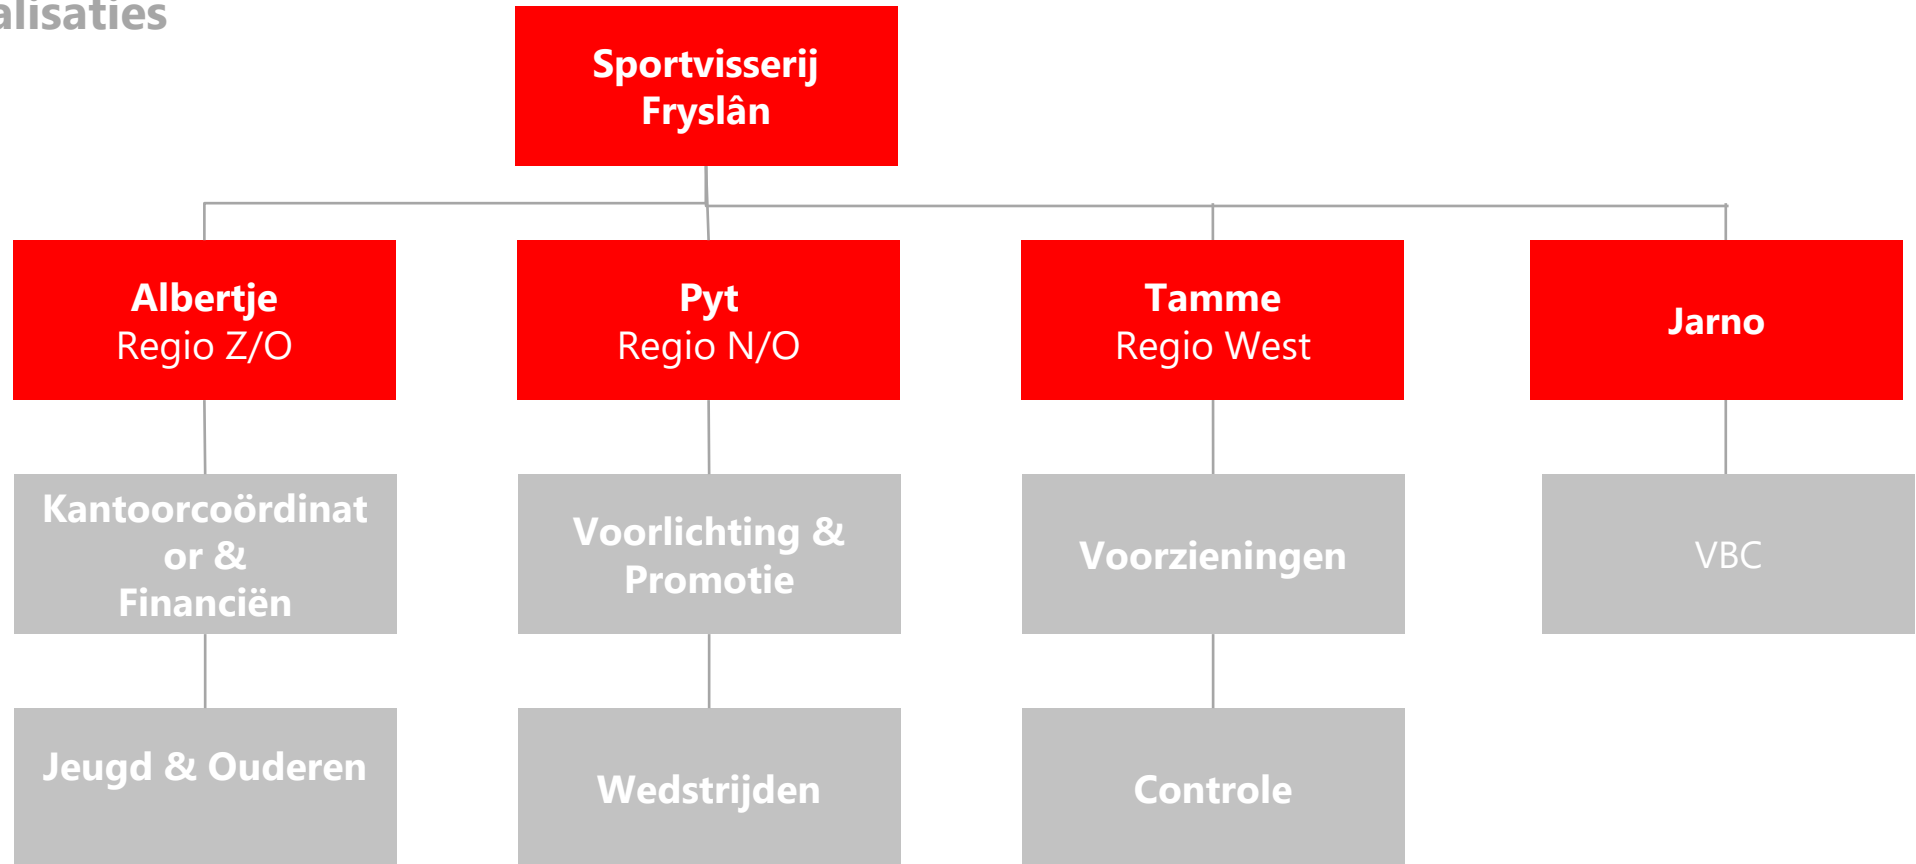 alisaties
Sportvisserij
Fryslân
Albertje
Regio Z/O
Pyt
Regio N/O
Tamme
Regio West
Jarno
Kantoorcoördinat
or &
Financiën
Voorlichting &
Promotie
Voorzieningen
VBC
Jeugd & Ouderen
Wedstrijden
Controle